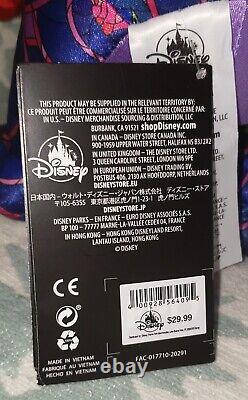 THIS PRODUCT MAY BE SUPPLIED IN THE RELEVANT TERRITORY BY:
CE PRODUIT PEUT ÊTRE COMMERCIALISÉ SUR LE TERRITOIRE CONCERNÉ PAR:
U.S. – DISNEY MERCHANDISE SOURCING & DISTRIBUTION, LLC
BURBANK, CA 91521 shopDisney.com
IN CANADA – DISNEY STORE CANADA INC
900-1959 UPPER WATER STREET, HALIFAX NS B3J2X2
IN UNITED KINGDOM – THE DISNEY STORE LTD
3 QUEEN CAROLINE STREET, LONDON W6 9PE
IN EUROPE – DISNEY TRADING BV,
POSTBUS 406, 2130 AK HOOFDDORP, NETHERLANDS
DISNEYSTORE.EU
DISNEY
日本国内 - ウォルト・ディズニー・ジャパン株式会社 ディズニー・ストア
〒105-6355 東京都港区虎ノ門1-23-1 虎ノ門ヒルズ
DISNEYSTORE.JP
DISNEY PARKS – EN FRANCE – EURO DISNEY ASSOCIÉS S.A.S.
BP 100 – 77777 MARNE-LA-VALLÉE CEDEX 04, FRANCE
IN HONG KONG – HONG KONG DISNEYLAND RESORT,
LANTAU ISLAND, HONG KONG
CE
4 00928 56409 5
$29.99
DISNEY
MADE IN VIETNAM
FABRIQUÉ AU VIETNAM
FAC-017710-20291